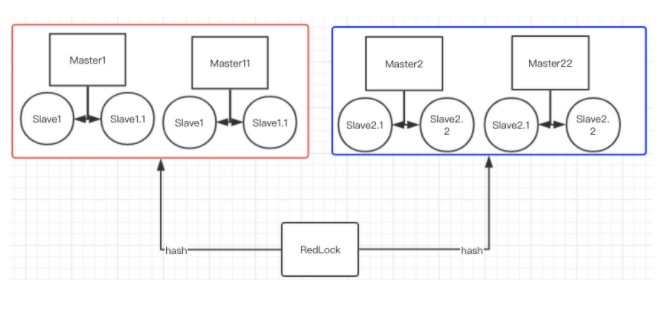 Master1
Master11
Master2
Master22
Slave1
Slave1.1
Slave1
Slave1.1
Slave2.1
Slave2.
2
Slave2.1
Slave2.
2
hash
RedLock
hash